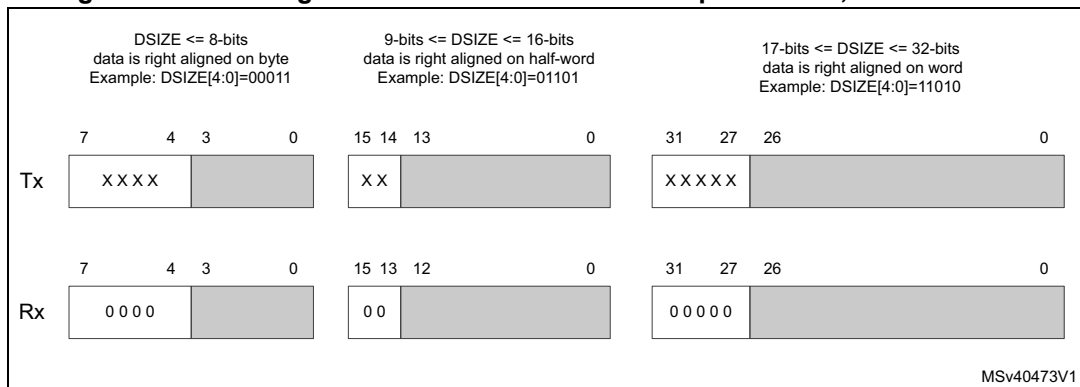 DSIZE <= 8-bits
data is right aligned on byte
Example: DSIZE[4:0]=00011
9-bits <= DSIZE <= 16-bits
data is right aligned on half-word
Example: DSIZE[4:0]=01101
17-bits <= DSIZE <= 32-bits
data is right aligned on word
Example: DSIZE[4:0]=11010
7 4 3 0 15 14 13 0 31 27 26 0
Tx XXXX XX XXXXX
7 4 3 0 15 13 12 0 31 27 26 0
Rx 0000 00 00000
MSv40473V1